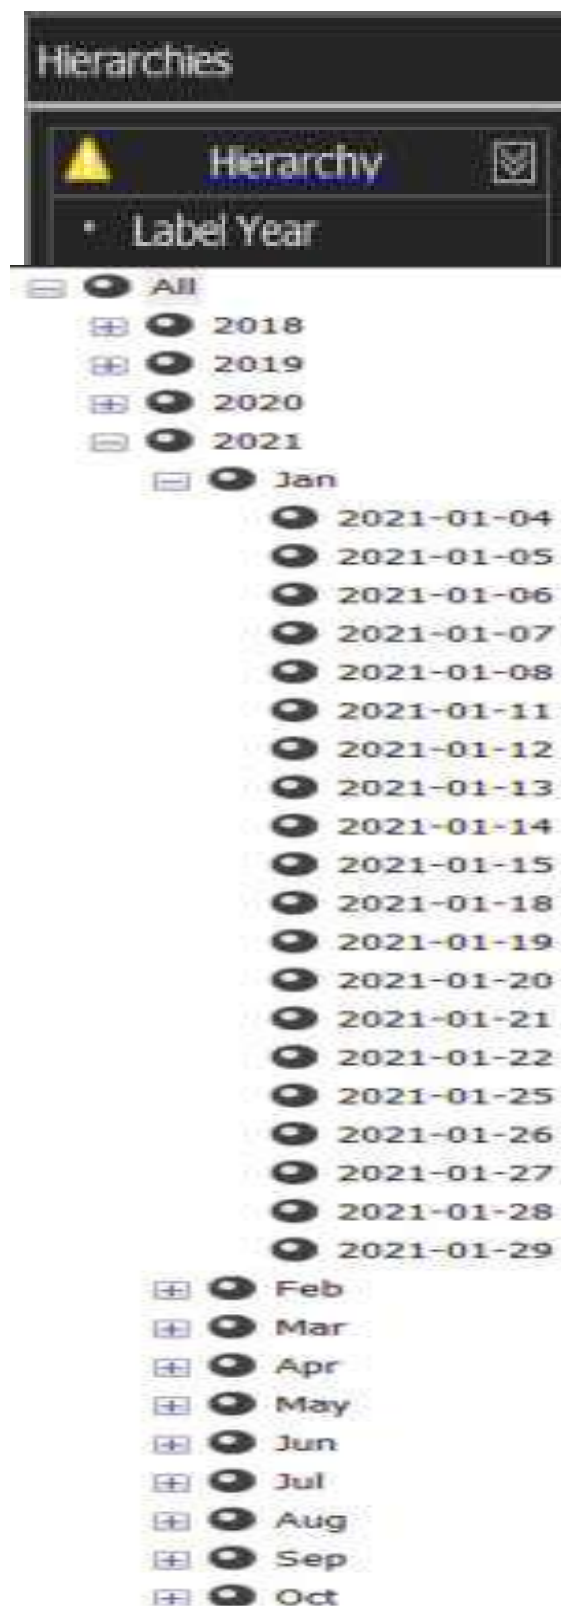 Hierarchies
Hierarchy
Label Year
All
2018
2019
2020
2021
Jan
2021-01-04
2021-01-05
2021-01-06
2021-01-07
2021-01-08
2021-01-11
2021-01-12
2021-01-13
2021-01-14
2021-01-15
2021-01-18
2021-01-19
2021-01-20
2021-01-21
2021-01-22
2021-01-25
2021-01-26
2021-01-27
2021-01-28
2021-01-29
Feb
Mar
Apr
May
Jun
Jul
Aug
Sep
Oct